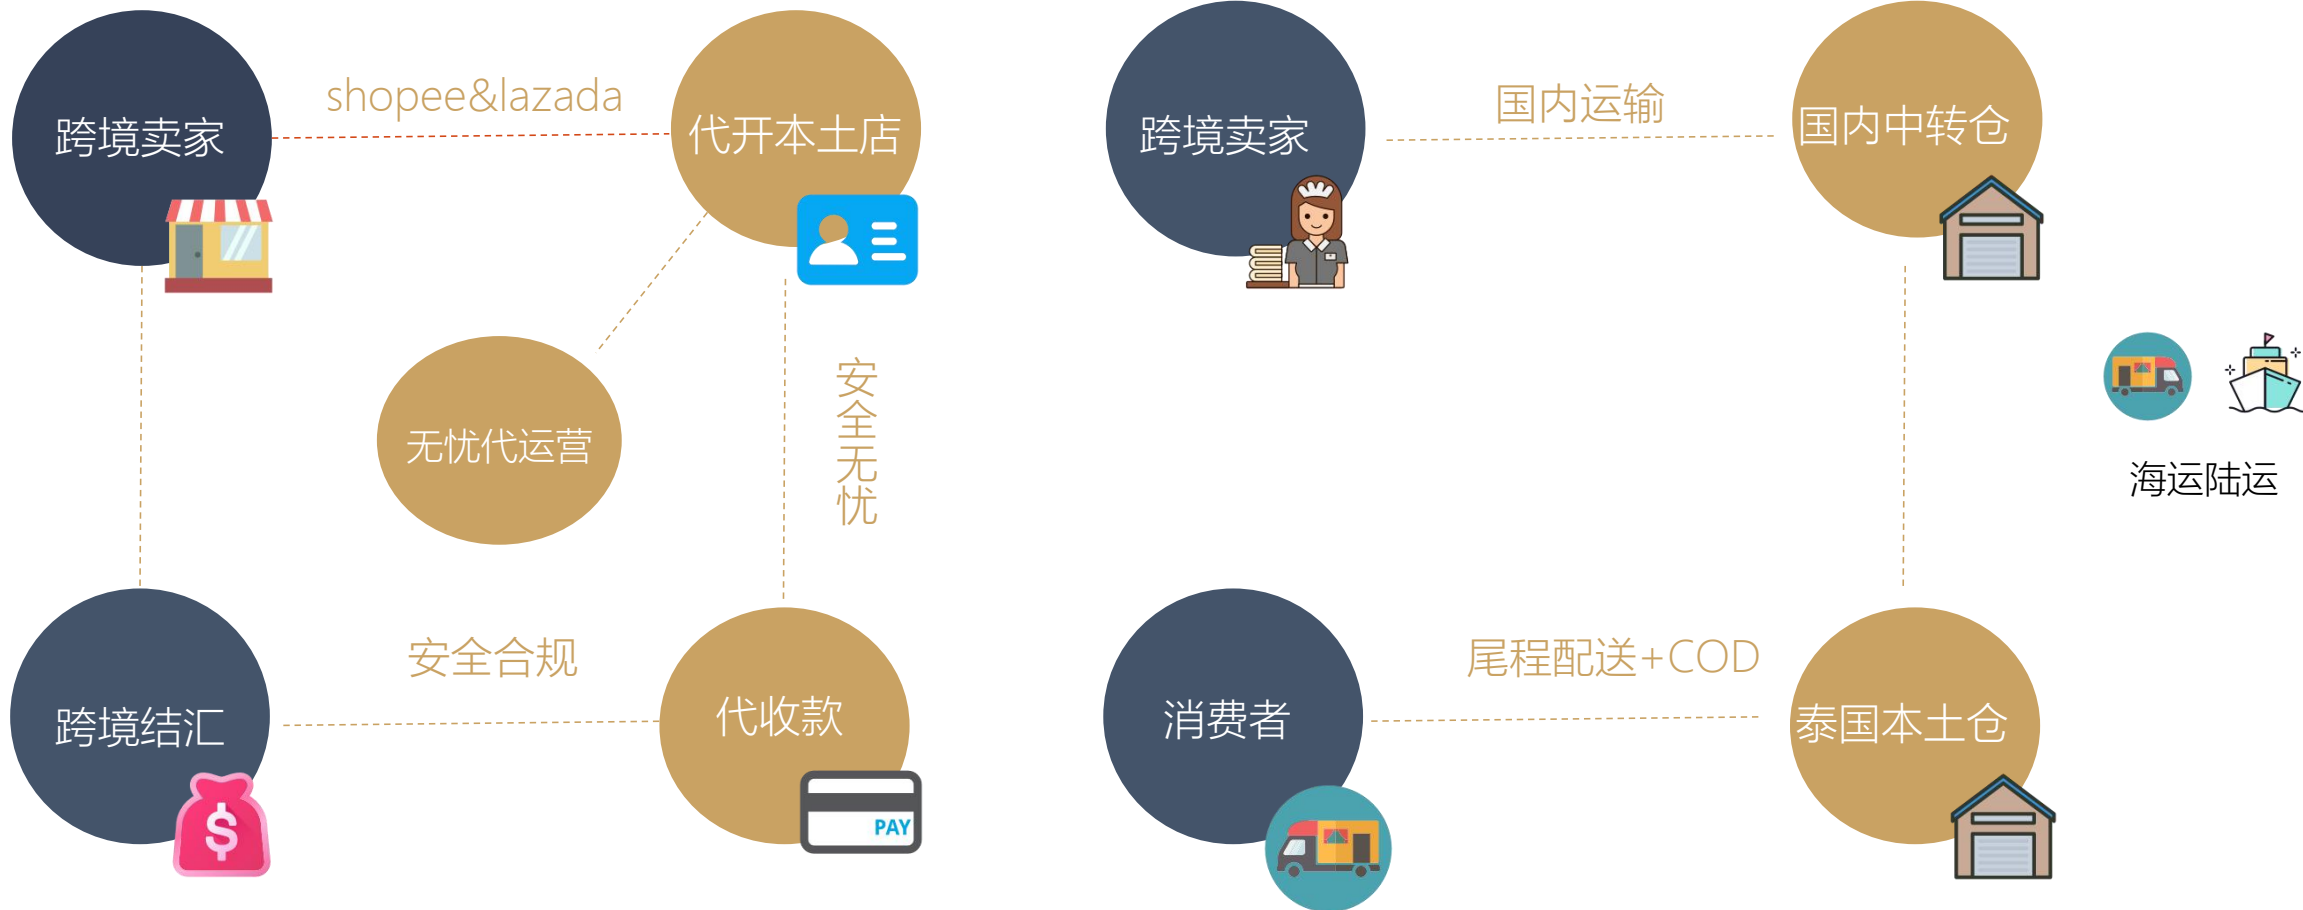 跨境卖家
shopee&lazada
代开本土店
无忧代运营
安全无忧
跨境结汇
安全合规
代收款
PAY
跨境卖家
国内运输
国内中转仓
海运陆运
消费者
尾程配送+COD
泰国本土仓